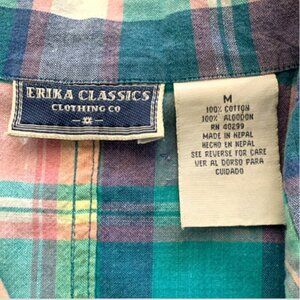 ERIKA CLASSICS
CLOTHING CO
M
100% COTTON
100% ALGODON
RN 40299
MADE IN NEPAL
HECHO EN NEPAL
SEE REVERSE FOR CARE
VER AL DORSO PARA
CUIDADO